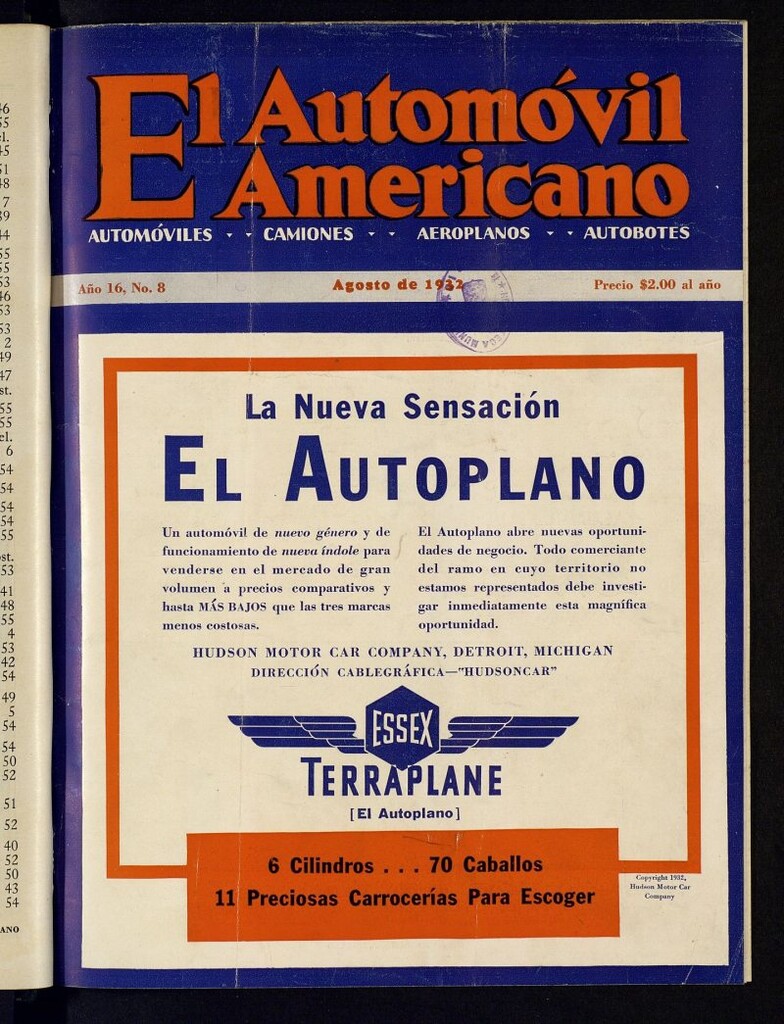 El Automóvil
Americano
AUTOMÓVILES - - CAMIONES - - AEROPLANOS - - AUTOBOTES
Año 16, No. 8
Agosto de 1932
Precio $2.00 al año
La Nueva Sensación
EL AUTOPLANO
Un automóvil de nuevo género y de
funcionamiento de nueva índole para
venderse en el mercado de gran
volumen a precios comparativos y
hasta MÁS BAJOS que las tres marcas
menos costosas.
El Autoplano abre nuevas oportuni-
dades de negocio. Todo comerciante
del ramo en cuyo territorio no
estamos representados debe investi-
gar inmediatamente esta magnífica
oportunidad.
HUDSON MOTOR CAR COMPANY, DETROIT, MICHIGAN
DIRECCIÓN CABLEGRÁFICA—"HUDSONCAR"
ESSEX
TERRAPLANE
[El Autoplano]
6 Cilindros . . . 70 Caballos
11 Preciosas Carrocerías Para Escoger
Copyright 1932,
Hudson Motor Car
Company